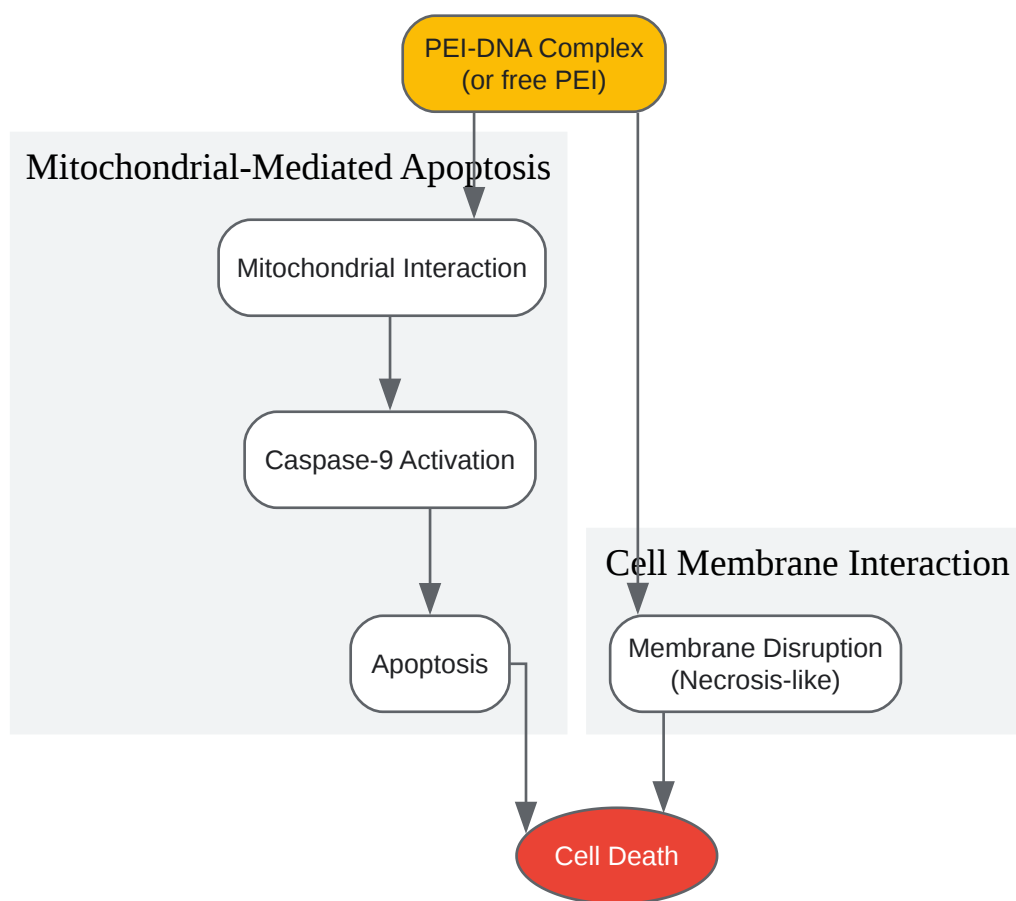 PEI-DNA Complex
(or free PEI)
Mitochondrial-Mediated Apoptosis
Mitochondrial Interaction
Caspase-9 Activation
Apoptosis
Cell Membrane Interaction
Membrane Disruption
(Necrosis-like)
Cell Death